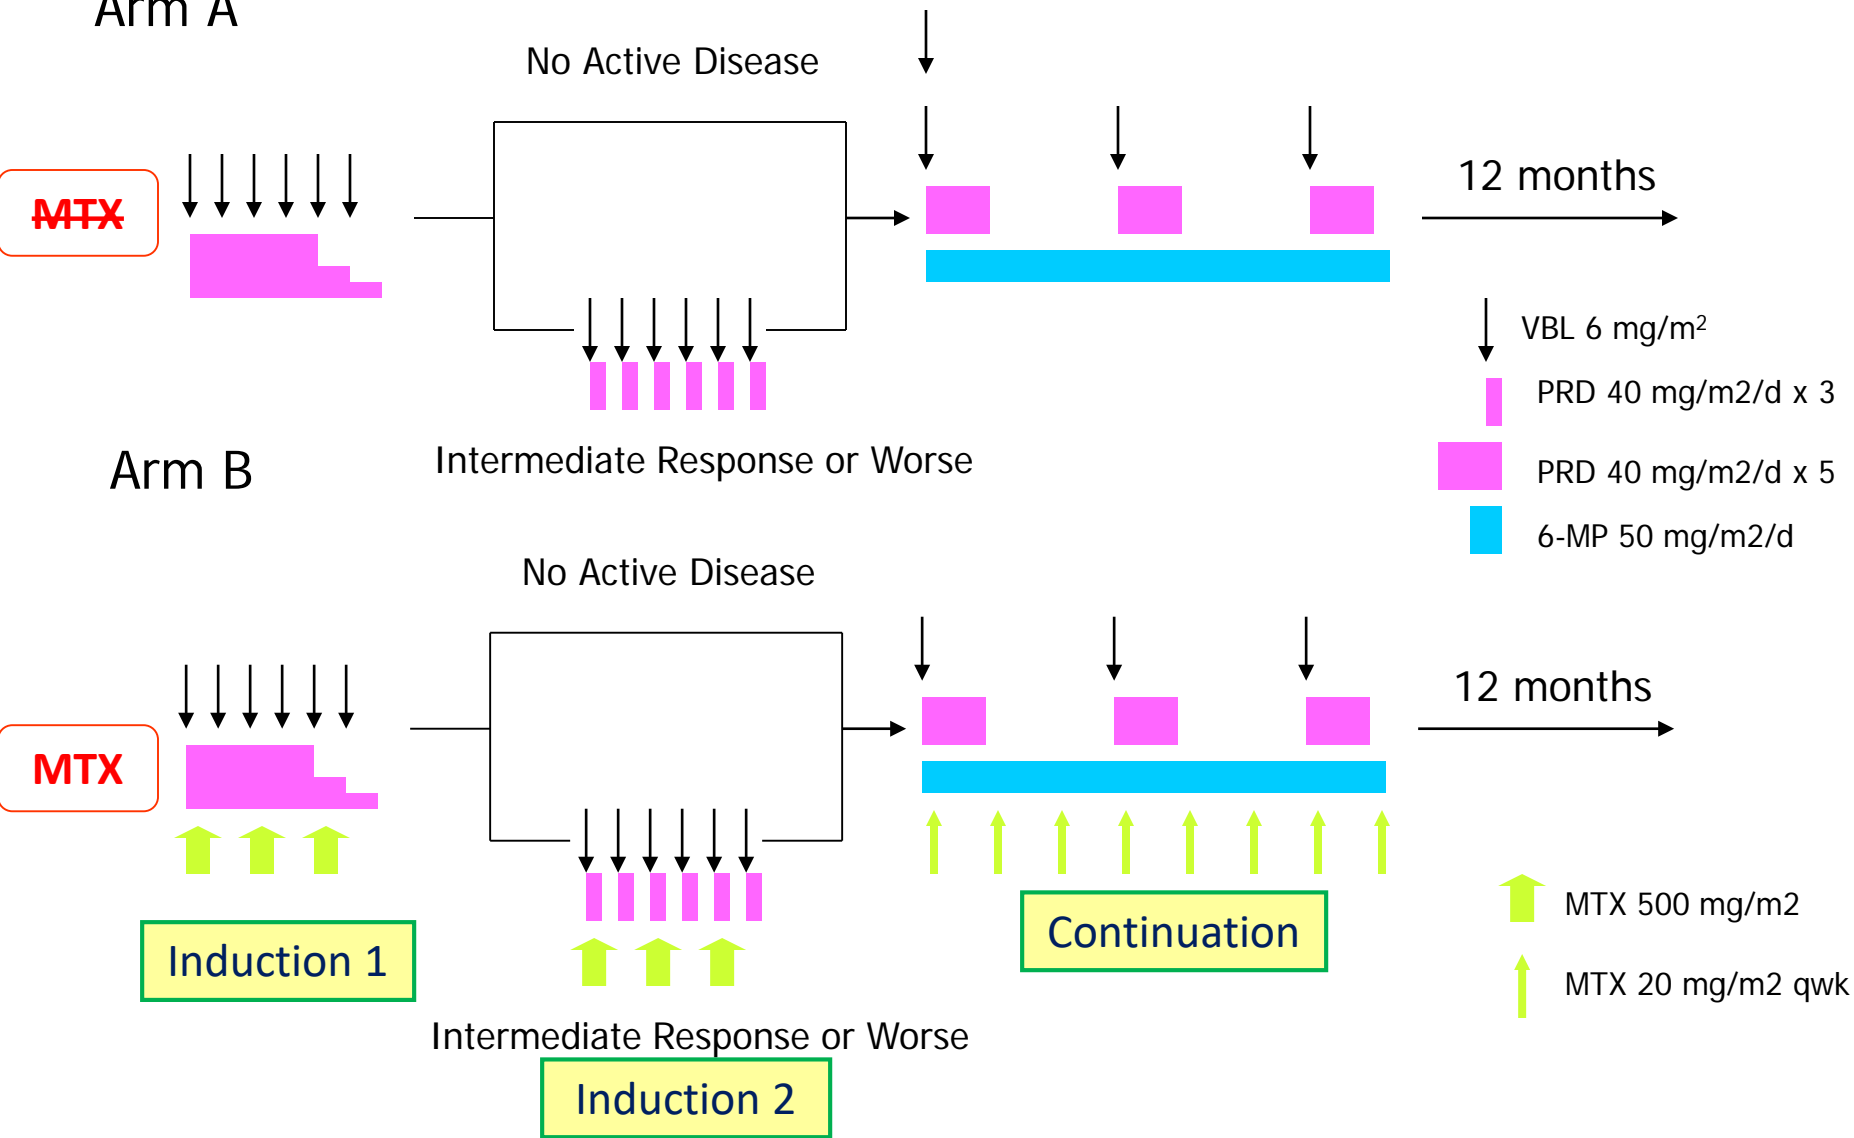 Arm A
No Active Disease
MTX
12 months
VBL 6 mg/m²
PRD 40 mg/m2/d x 3
Intermediate Response or Worse
PRD 40 mg/m2/d x 5
Arm B
6-MP 50 mg/m2/d
No Active Disease
12 months
MTX
MTX 500 mg/m2
Continuation
Induction 1
MTX 20 mg/m2 qwk
Intermediate Response or Worse
Induction 2